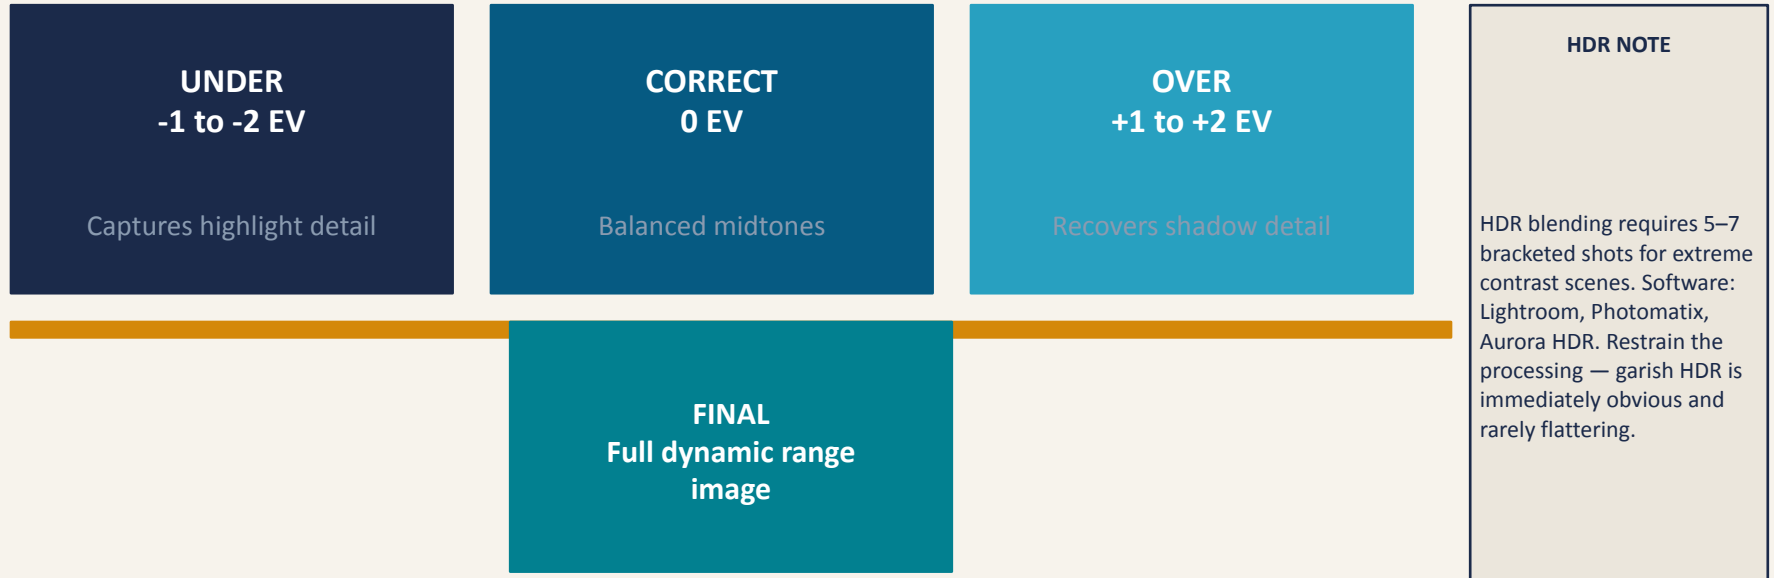 UNDER
-1 to -2 EV
Captures highlight detail
CORRECT
0 EV
Balanced midtones
OVER
+1 to +2 EV
Recovers shadow detail
FINAL
Full dynamic range
image
HDR NOTE
HDR blending requires 5–7
bracketed shots for extreme
contrast scenes. Software:
Lightroom, Photomatix,
Aurora HDR. Restrain the
processing — garish HDR is
immediately obvious and
rarely flattering.